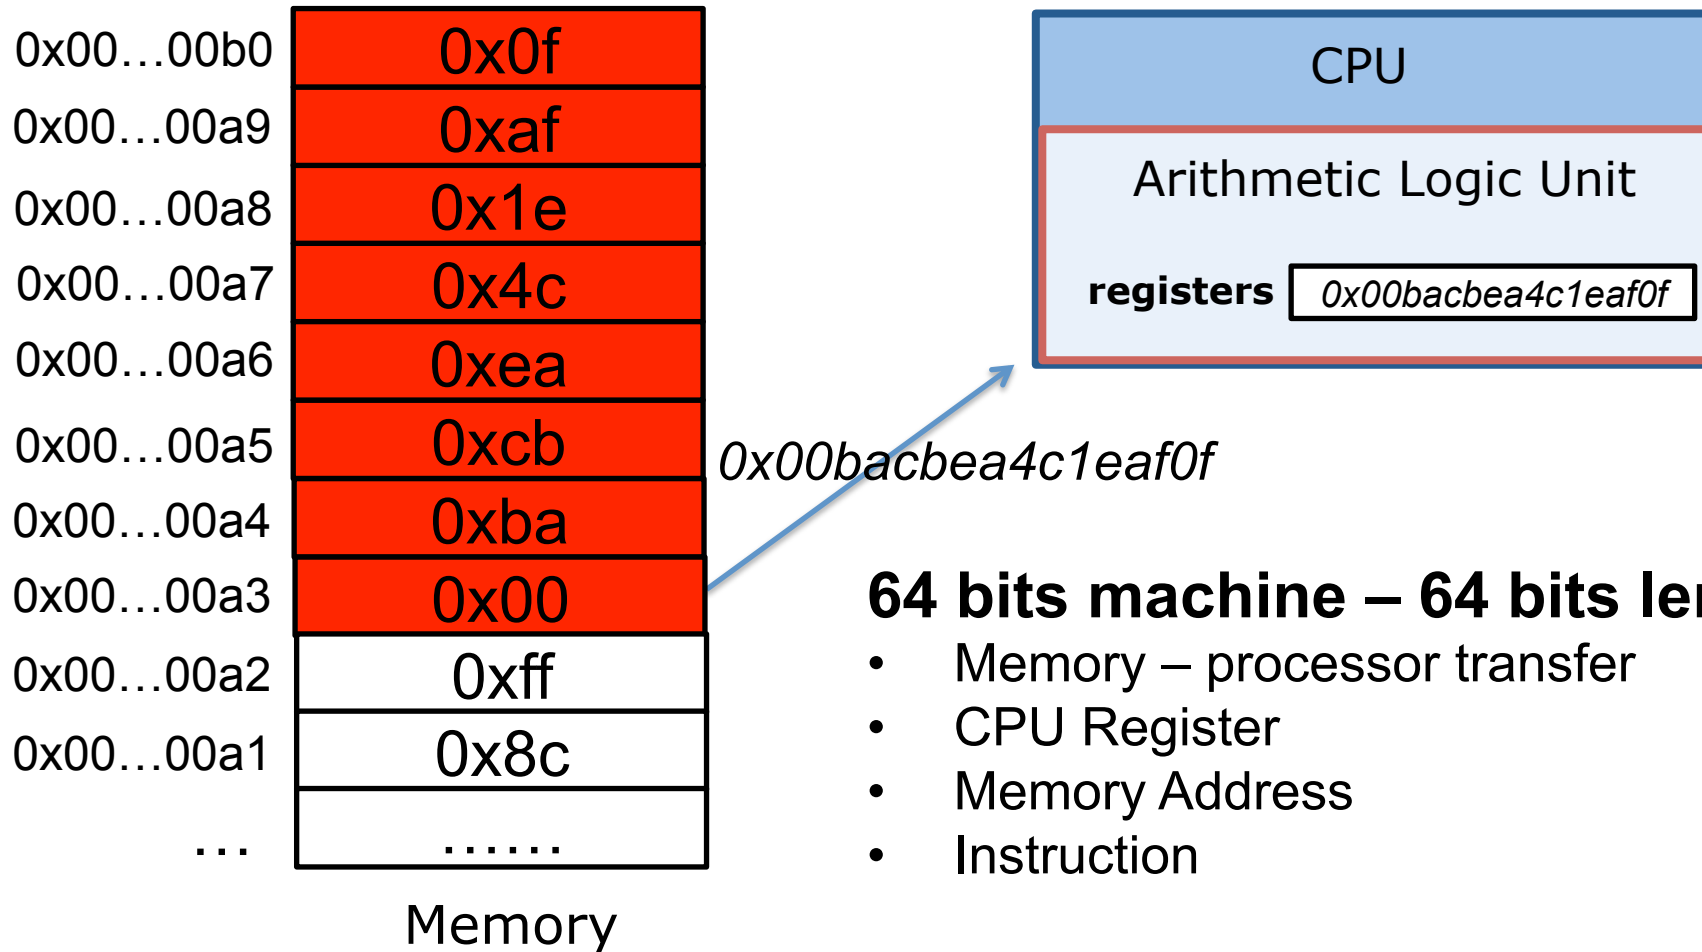 0x00…00b0 0x0f
0x00…00a9 0xaf
0x00…00a8 0x1e
0x00…00a7 0x4c
0x00…00a6 0xea
0x00…00a5 0xcb
0x00…00a4 0xba
0x00…00a3 0x00
0x00…00a2 0xff
0x00…00a1 0x8c
… ……
Memory
CPU
Arithmetic Logic Unit
registers 0x00bacbea4c1eaf0f
0x00bacbea4c1eaf0f
64 bits machine – 64 bits
• Memory – processor transfer
• CPU Register
• Memory Address
• Instruction